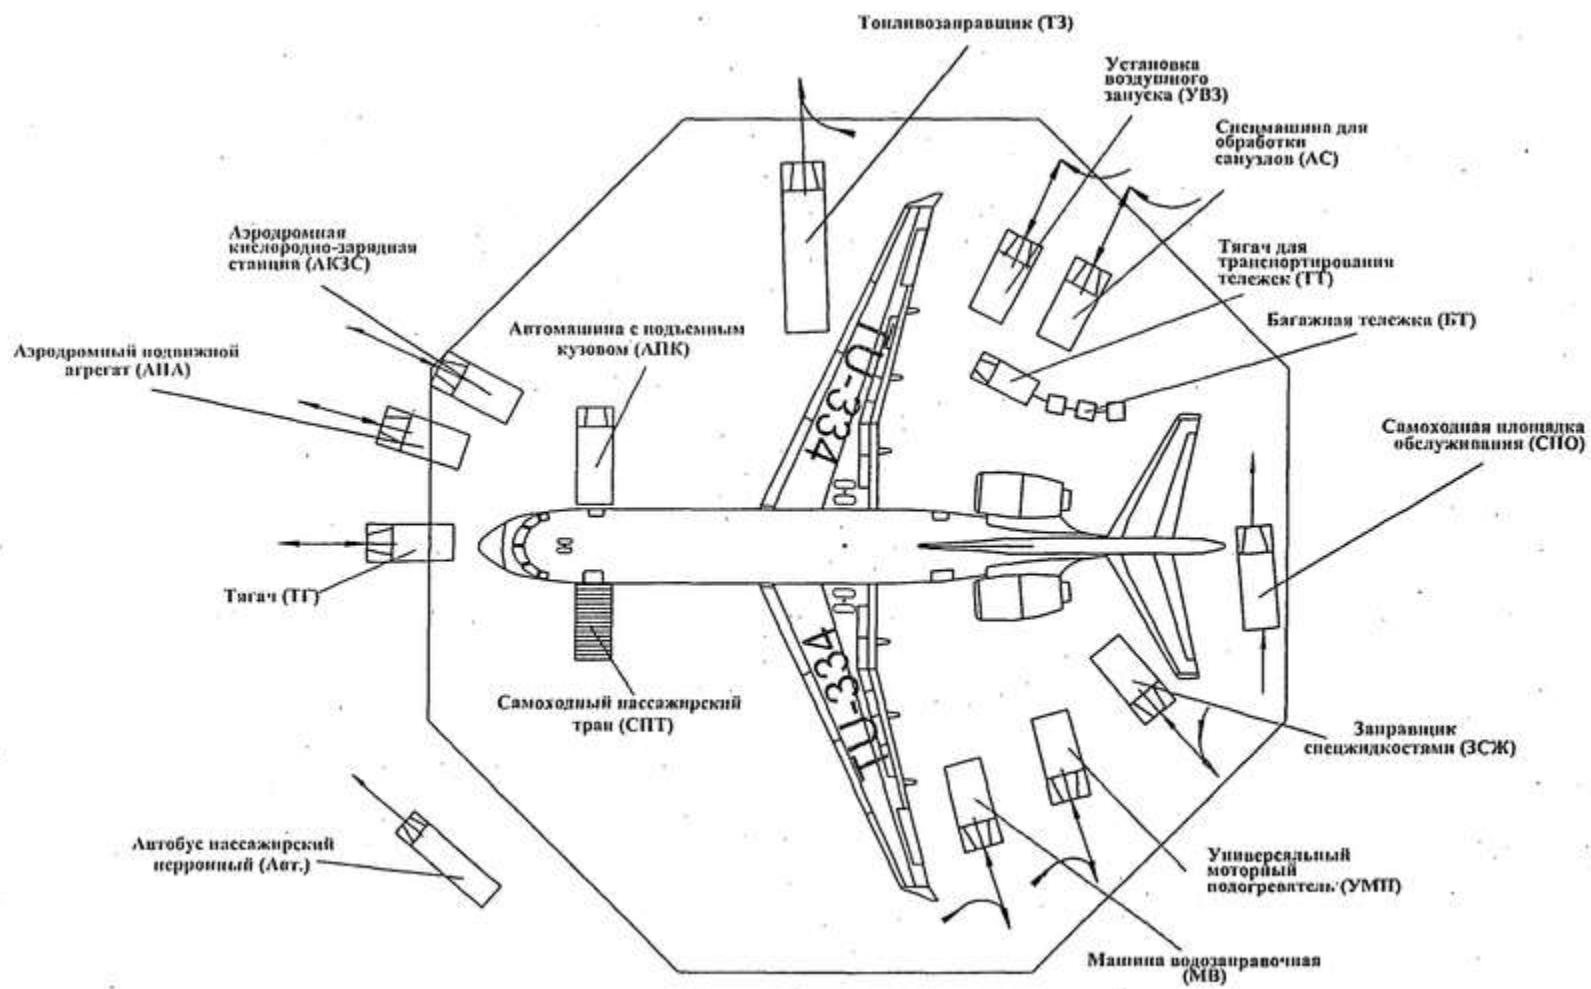 Топливозаправщик (ТЗ)
Установка
воздушного
запуска (УВЗ)
Спецмашина для
обработки
санузлов (АС)
Аэродромная
кислородно-зарядная
станция (АКЗС)
Тягач для
транспортирования
тележек (ТТ)
Автомашина с подъемным
кузовом (АПК)
Багажная тележка (БТ)
Аэродромный подвижной
агрегат (АПА)
TU-334
Самоходная площадка
обслуживания (СПО)
Тягач (ТГ)
TU-334
Самоходный пассажирский
трап (СПТ)
Заправщик
спецжидкостями (ЗСЖ)
Автобус пассажирский
перронный (Авт.)
Универсальный
моторный
подогреватель (УМП)
Машина водозаправочная
(МВ)